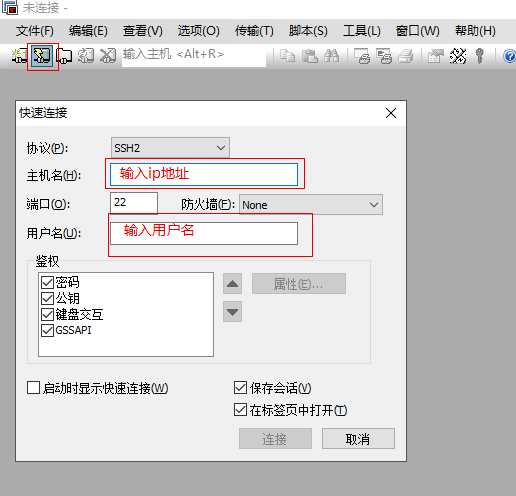 未连接 -
文件(F) 编辑(E) 查看(V) 选项(O) 传输(T) 脚本(S) 工具(L) 窗口(W) 帮助(H)
输入主机 <Alt+R>
快速连接
协议(P): SSH2
主机名(H): 输入ip地址
端口(O): 22 防火墙(F): None
用户名(U): 输入用户名
鉴权
密码
公钥
键盘交互
GSSAPI
属性(E)...
启动时显示快速连接(W) 保存会话(V)
在标签页中打开(T)
连接 取消